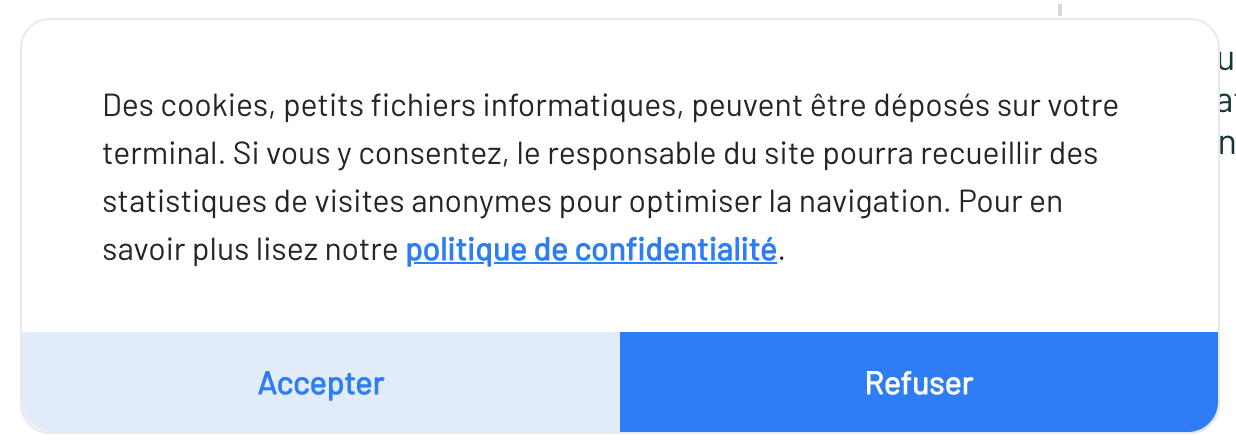 Des cookies, petits fichiers informatiques, peuvent être déposés sur votre
terminal. Si vous y consentez, le responsable du site pourra recueillir des
statistiques de visites anonymes pour optimiser la navigation. Pour en
savoir plus lisez notre politique de confidentialité.
Accepter
Refuser